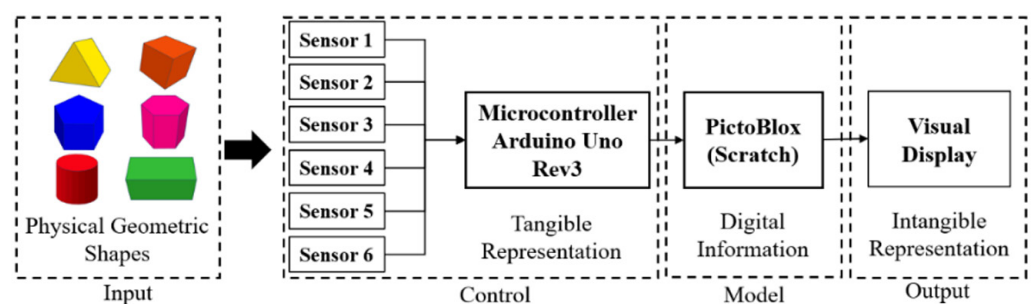 Physical Geometric
Shapes
Input
Sensor 1
Sensor 2
Sensor 3
Sensor 4
Sensor 5
Sensor 6
Microcontroller
Arduino Uno
Rev3
Tangible
Representation
Control
PictoBlox
(Scratch)
Digital
Information
Model
Visual
Display
Intangible
Representation
Output